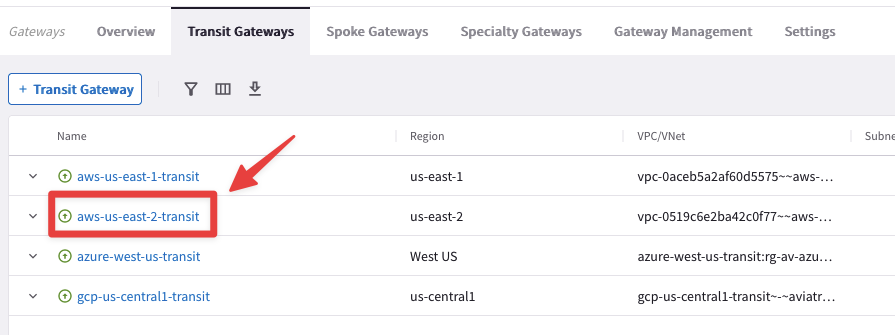 Gateways Overview Transit Gateways Spoke Gateways Specialty Gateways Gateway Management Settings
+ Transit Gateway
Name Region VPC/VNet Subne
aws-us-east-1-transit us-east-1 vpc-0aceb5a2af60d5575~~aws-...
aws-us-east-2-transit us-east-2 vpc-0519c6e2ba42c0f77~~aws-...
azure-west-us-transit West US azure-west-us-transit:rg-av-azu...
gcp-us-central1-transit us-central1 gcp-us-central1-transit~-~aviatr...